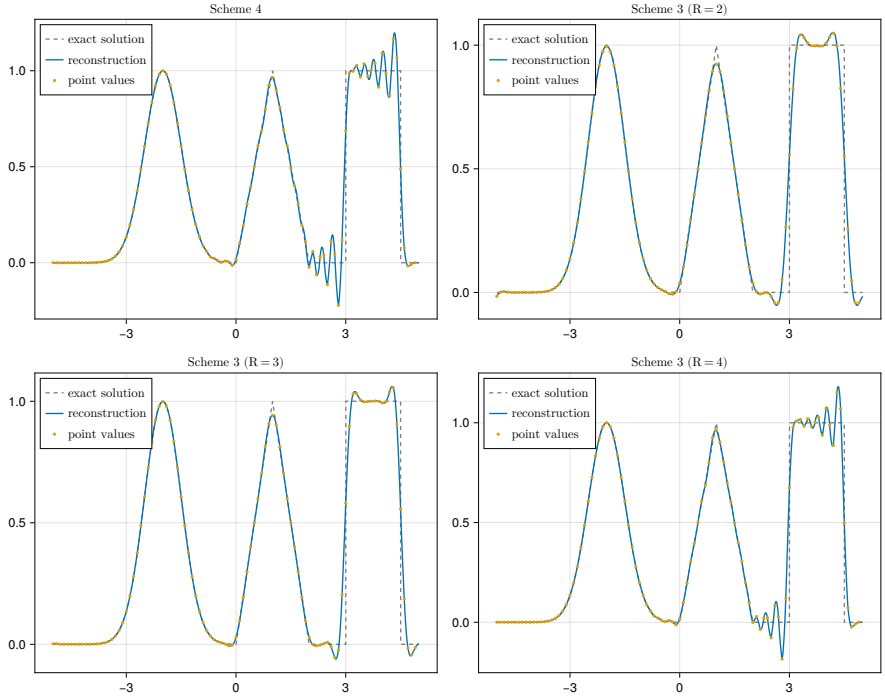 Scheme 4
exact solution
reconstruction
point values
1.0
0.5
0.0
−3
0
3
Scheme 3 (R = 2)
exact solution
reconstruction
point values
1.0
0.5
0.0
−3
0
3
Scheme 3 (R = 3)
exact solution
reconstruction
point values
1.0
0.5
0.0
−3
0
3
Scheme 3 (R = 4)
exact solution
reconstruction
point values
1.0
0.5
0.0
−3
0
3